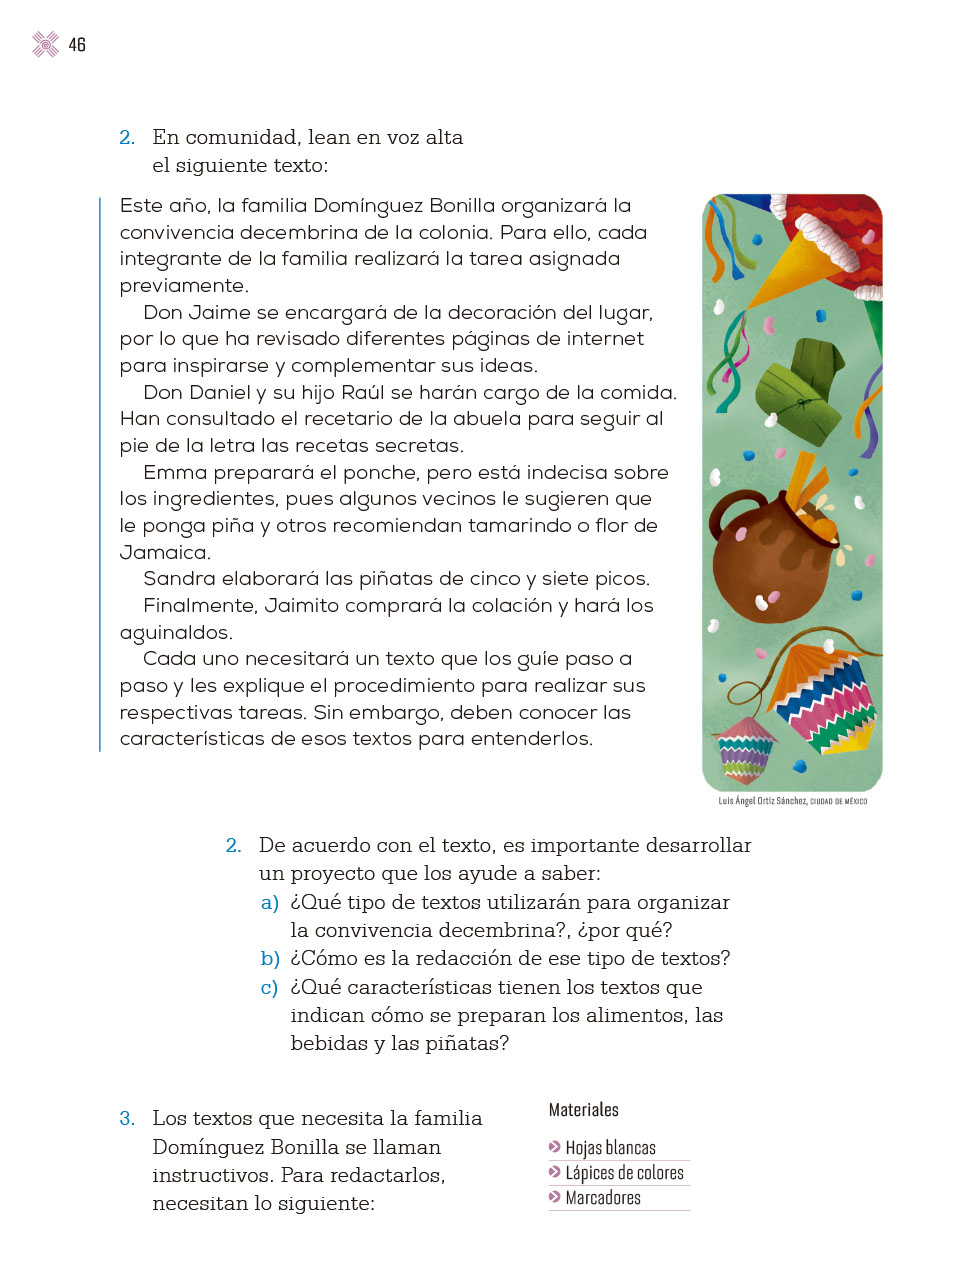 46
2. En comunidad, lean en voz alta
el siguiente texto:
Este año, la familia Domínguez Bonilla organizará la
convivencia decembrina de la colonia. Para ello, cada
integrante de la familia realizará la tarea asignada
previamente.
Don Jaime se encargará de la decoración del lugar,
por lo que ha revisado diferentes páginas de internet
para inspirarse y complementar sus ideas.
Don Daniel y su hijo Raúl se harán cargo de la comida.
Han consultado el recetario de la abuela para seguir al
pie de la letra las recetas secretas.
Emma preparará el ponche, pero está indecisa sobre
los ingredientes, pues algunos vecinos le sugieren que
le ponga piña y otros recomiendan tamarindo o flor de
Jamaica.
Sandra elaborará las piñatas de cinco y siete picos.
Finalmente, Jaimito comprará la colación y hará los
aguinaldos.
Cada uno necesitará un texto que los guíe paso a
paso y les explique el procedimiento para realizar sus
respectivas tareas. Sin embargo, deben conocer las
características de esos textos para entenderlos.
Luis Ángel Ortiz Sánchez, CIUDAD DE MÉXICO
2. De acuerdo con el texto, es importante desarrollar
un proyecto que los ayude a saber:
a) ¿Qué tipo de textos utilizarán para organizar
la convivencia decembrina?, ¿por qué?
b) ¿Cómo es la redacción de ese tipo de textos?
c) ¿Qué características tienen los textos que
indican cómo se preparan los alimentos, las
bebidas y las piñatas?
3. Los textos que necesita la familia
Domínguez Bonilla se llaman
instructivos. Para redactarlos,
necesitan lo siguiente:
Materiales
Hojas blancas
Lápices de colores
Marcadores